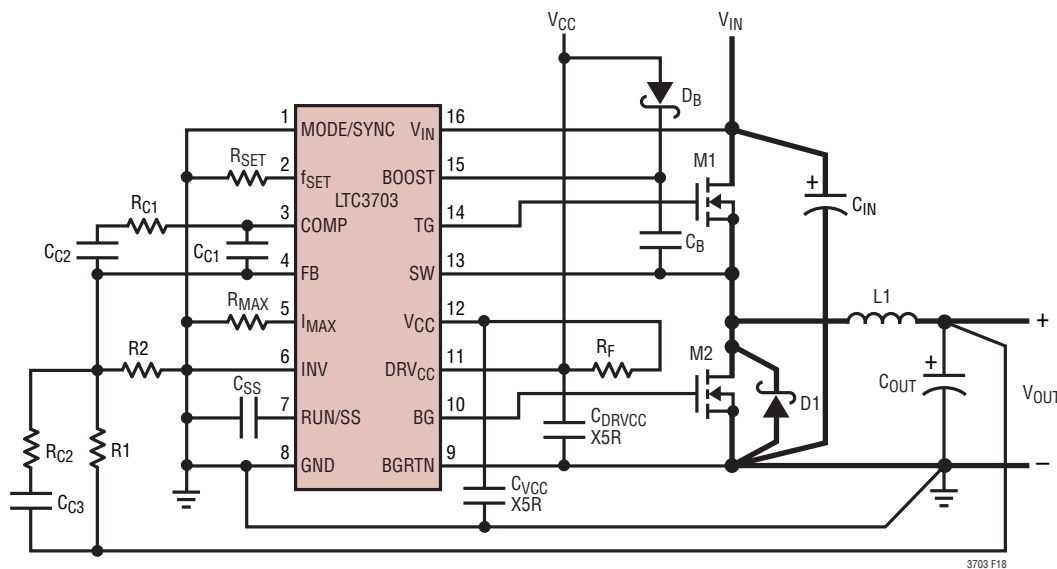 VCC
VIN
DB
1
MODE/SYNC
VIN
16
RSET
2
fSET
BOOST
15
M1
LTC3703
RC1
3
COMP
TG
14
CIN
+
CC2
CC1
CB
4
FB
SW
13
L1
RMAX
5
IMAX
VCC
12
+
R2
6
INV
DRVCC
11
RF
M2
+
COUT
VOUT
CSS
7
RUN/SS
BG
10
D1
CDRVCC
X5R
RC2
R1
8
GND
BGRTN
9
–
CC3
CVCC
X5R
3703 F18